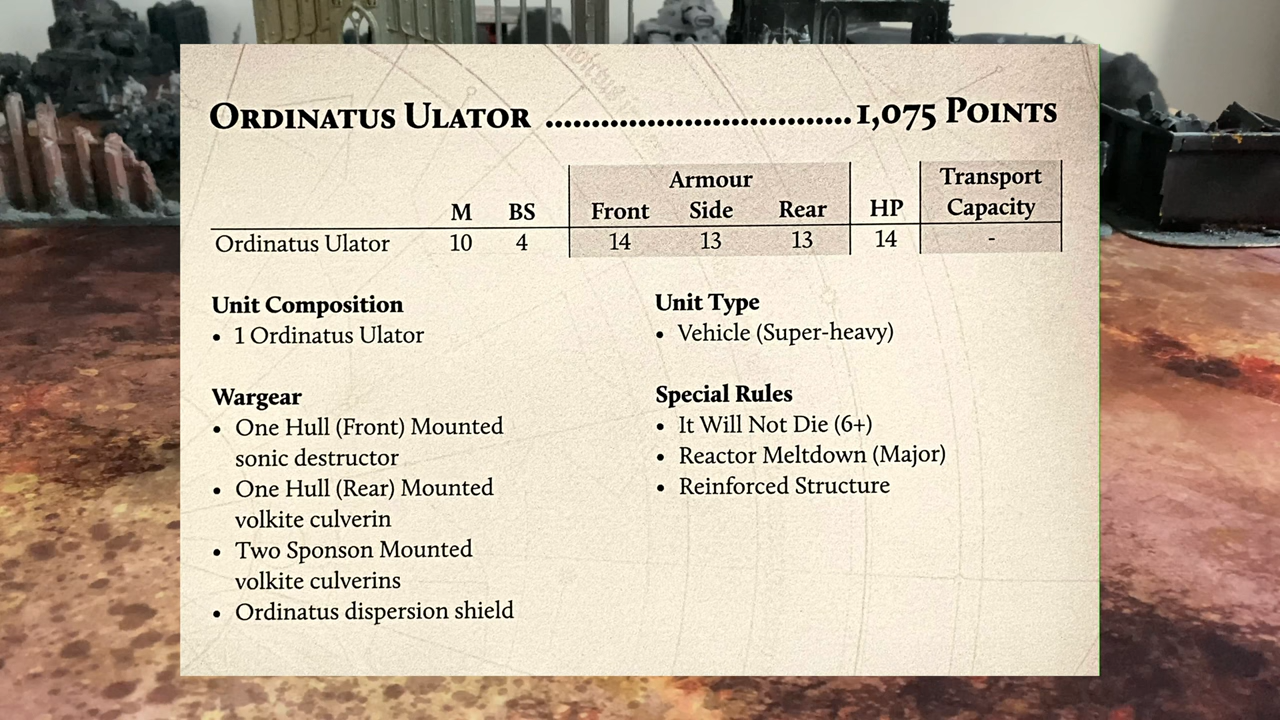 Ordinatus Ulator ................................. 1,075 Points
Armour
Transport
M BS Front Side Rear HP Capacity
Ordinatus Ulator 10 4 14 13 13 14 -
Unit Composition
• 1 Ordinatus Ulator
Wargear
• One Hull (Front) Mounted
sonic destructor
• One Hull (Rear) Mounted
volkite culverin
• Two Sponson Mounted
volkite culverins
• Ordinatus dispersion shield
Unit Type
• Vehicle (Super-heavy)
Special Rules
• It Will Not Die (6+)
• Reactor Meltdown (Major)
• Reinforced Structure